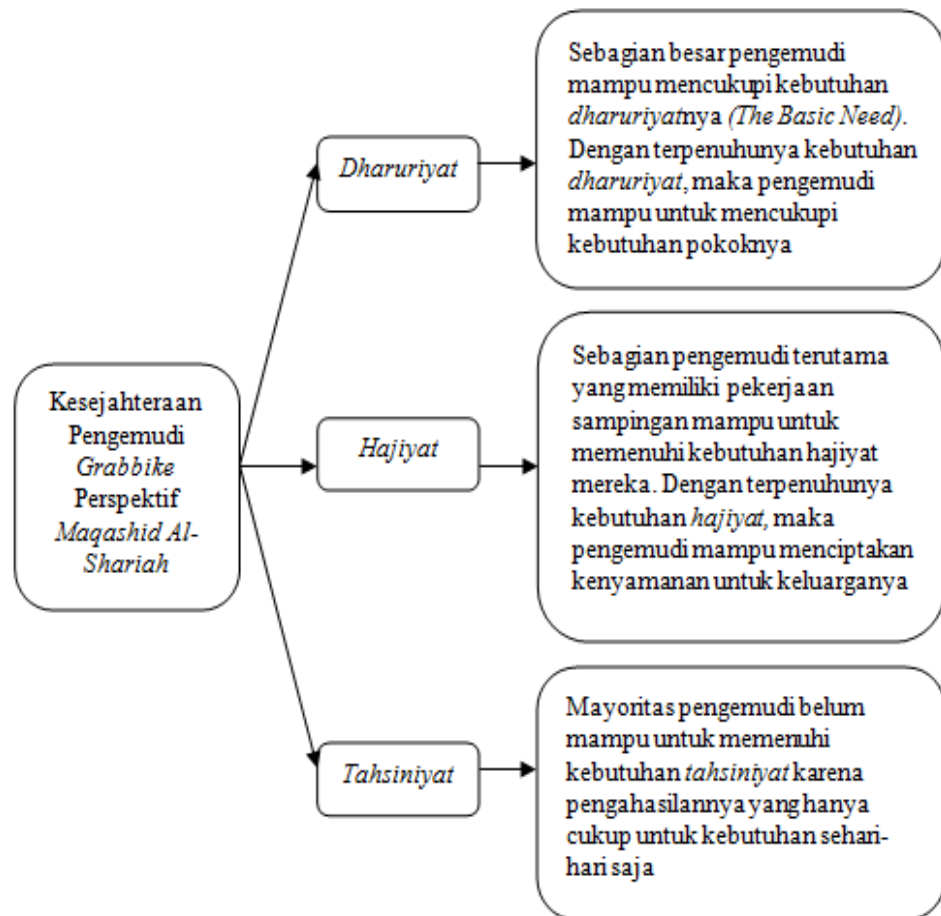 Kesejahteraan
Pengemudi
Grabbike
Perspektif
Maqashid Al-
Shariah
Dharuriyat
Sebagian besar pengemudi
mampu mencukupi kebutuhan
dharuriyatnya (The Basic Need).
Dengan terpenuhunya kebutuhan
dharuriyat, maka pengemudi
mampu untuk mencukupi
kebutuhan pokoknya
Hajiyat
Sebagian pengemudi terutama
yang memiliki pekerjaan
sampingan mampu untuk
memenuhi kebutuhan hajiyat
mereka. Dengan terpenuhunya
kebutuhan hajiyat, maka
pengemudi mampu menciptakan
kenyamanan untuk keluarganya
Tahsiniyat
Mayoritas pengemudi belum
mampu untuk memenuhi
kebutuhan tahsiniyat karena
pengahasilannya yang hanya
cukup untuk kebutuhan sehari-
hari saja